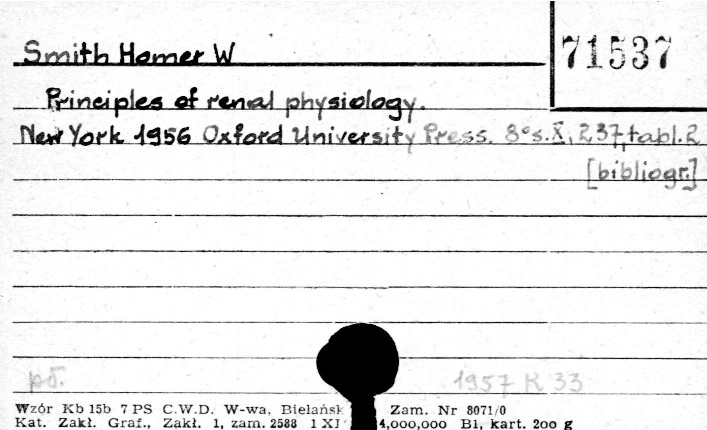 Smith Homer W
71537
Principles of renal physiology.
New York 1956 Oxford University Press. 8° s. X, 237, tabl. 2
[bibliogr.]
pł. 1957 K 33
Wzór Kb 15b 7 PS C.W.D. W-wa, Bielańsk Zam. Nr 8071/0
Kat. Zakł. Graf., Zakł. 1, zam. 2588 1 XI 4,000,000 Bl, kart. 200 g